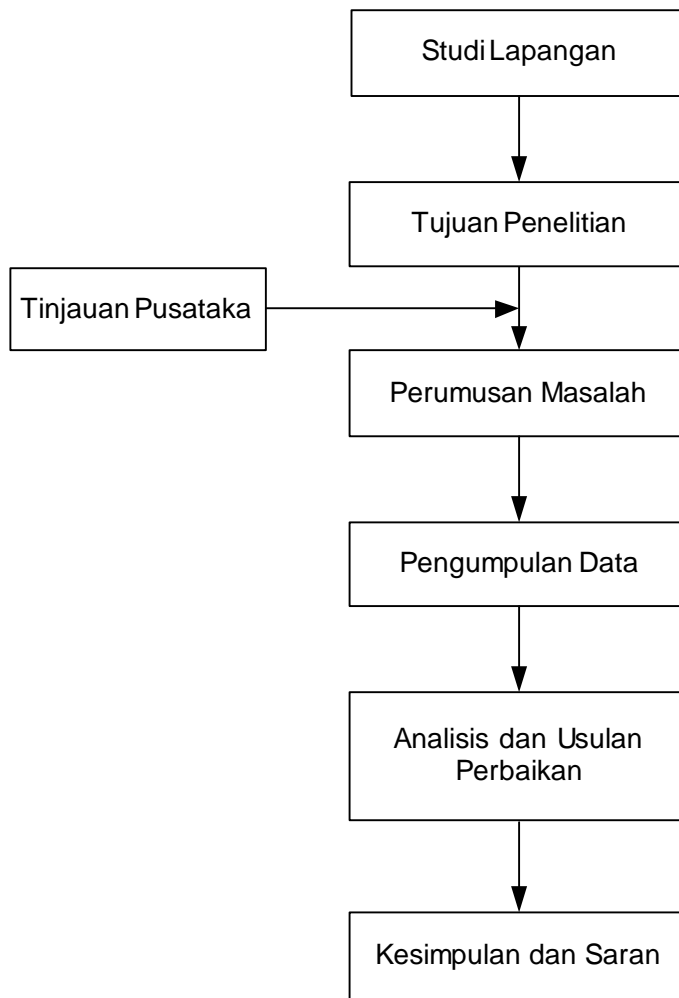 Studi Lapangan
Tujuan Penelitian
Tinjauan Pusataka
Perumusan Masalah
Pengumpulan Data
Analisis dan Usulan
Perbaikan
Kesimpulan dan Saran